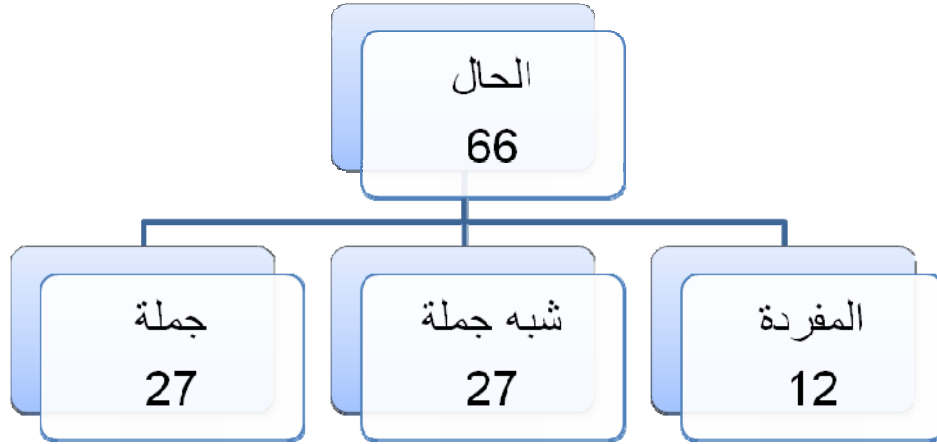 الحال
66
المفردة
12
شبه جملة
27
جملة
27